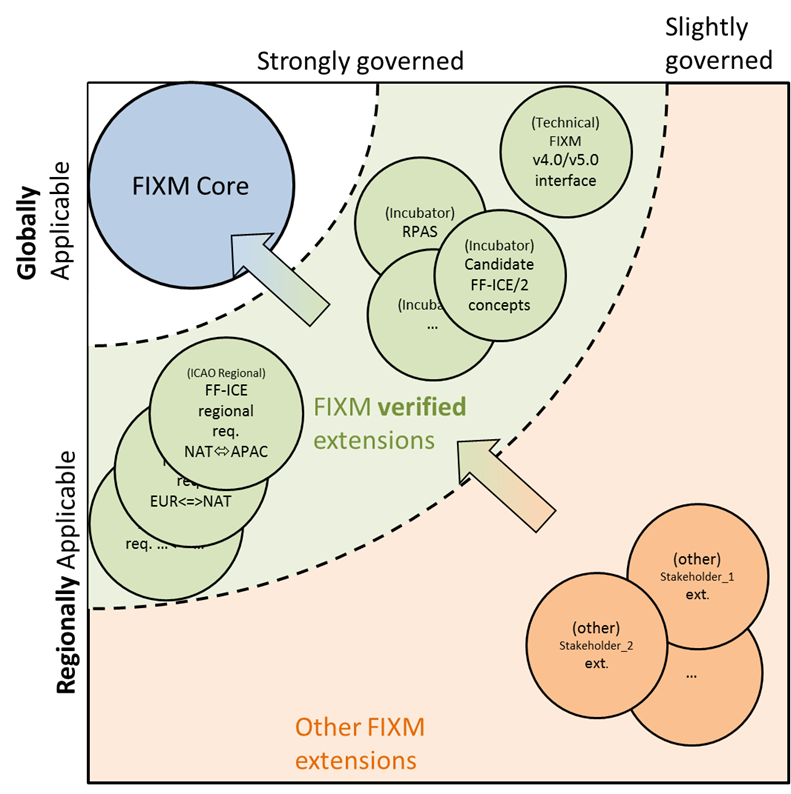 Slightly
governed
Strongly governed
Globally
Applicable
FIXM Core
(Technical)
FIXM
v4.0/v5.0
interface
(Incubator)
RPAS
(Incubator)
Candidate
FF-ICE/2
concepts
...
(ICAO Regional)
FF-ICE
regional
req.
NAT⇔APAC
EUR<=>NAT
req. ...
FIXM verified
extensions
Regionally Applicable
(other)
Stakeholder_1
ext.
(other)
Stakeholder_2
ext.
...
Other FIXM
extensions